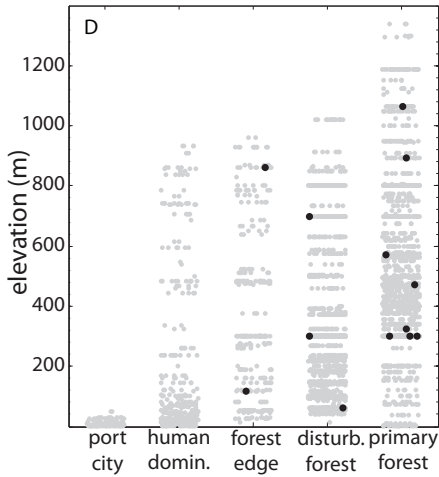 D
1200
1000
800
600
400
200
elevation (m)
port city
human domin.
forest edge
disturb. forest
primary forest